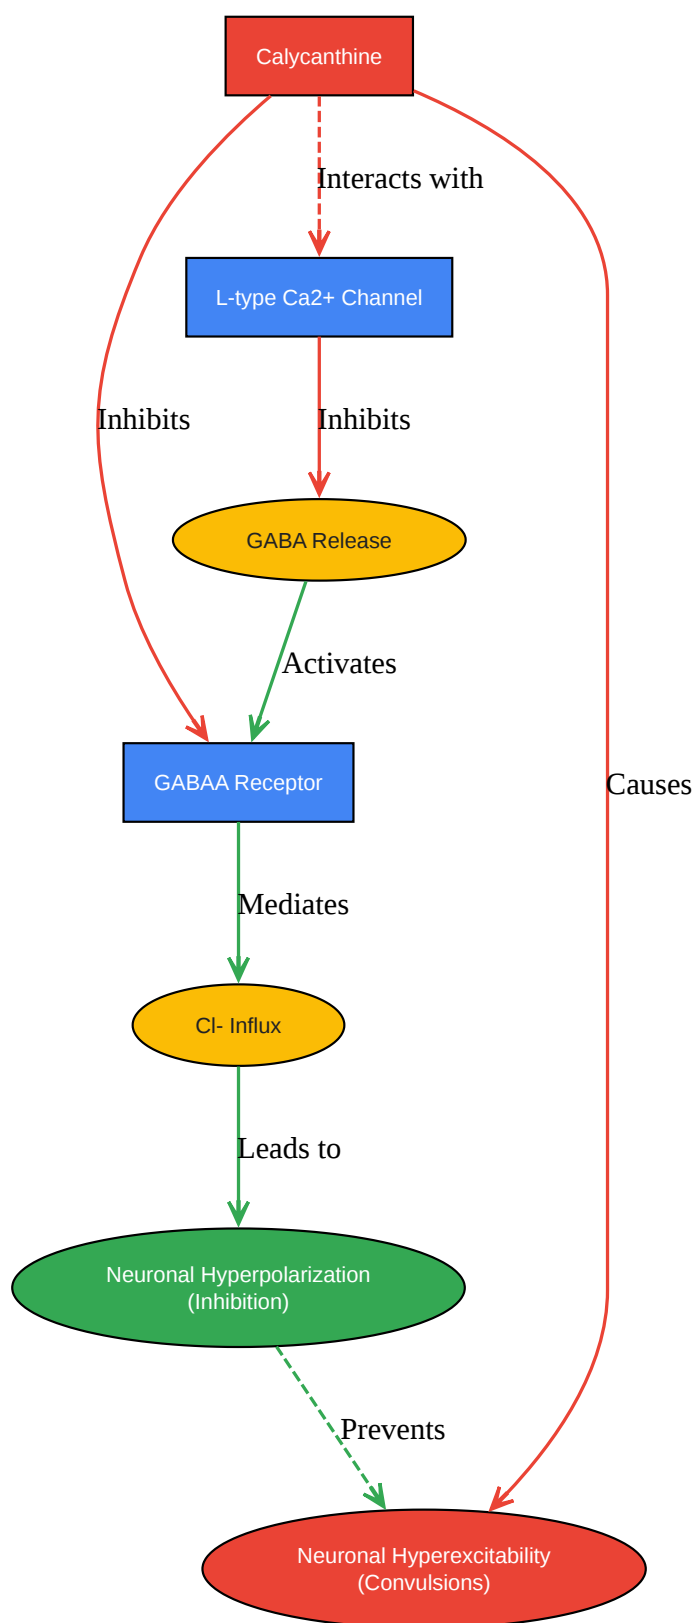 Calycanthine
Interacts with
L-type Ca2+ Channel
Inhibits
Inhibits
GABA Release
Activates
GABAA Receptor
Causes
Mediates
Cl- Influx
Leads to
Neuronal Hyperpolarization
(Inhibition)
Prevents
Neuronal Hyperexcitability
(Convulsions)